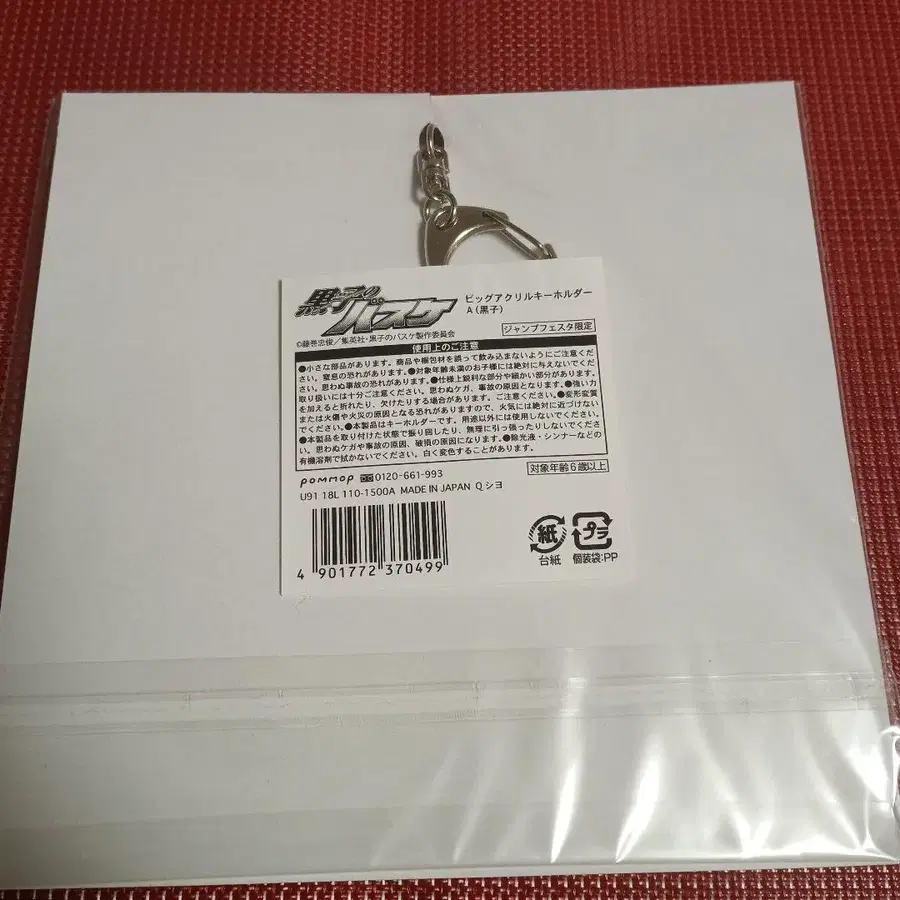 黒子のバスケ
ビッグアクリルキーホルダー
A(黒子)
©藤巻忠俊/集英社・黒子のバスケ製作委員会
ジャンプフェスタ限定
使用上のご注意
●小さな部品があります。商品や梱包材を誤って飲み込まないようにご注意くだ
さい。窒息の恐れがあります。●対象年齢未満のお子様には絶対に与えないでくだ
さい。思わぬ事故の恐れがあります。●仕様上鋭利な部分や細かい部分があります。
取り扱いには十分ご注意ください。思わぬケガ、事故の原因となります。●強い力
を加えると折れたり、欠けたりする場合があります。ご注意ください。●変形変質
または火傷や火災の原因となる恐れがありますので、火気には絶対に近づけない
でください。●本製品はキーホルダーです。用途以外には使用しないでください。
●本製品を取り付けた状態で振り回したり、無理に引っ張ったりしないでくださ
い。思わぬケガや事故の原因、破損の原因になります。●除光液・シンナーなどの
有機溶剤で拭かないでください。白く変色することがあります。
pommop 0120-661-993
対象年齢6歳以上
U91 18L 110-1500A MADE IN JAPAN Q シヨ
4 901772 370499
紙
プラ
台紙
個装袋:PP